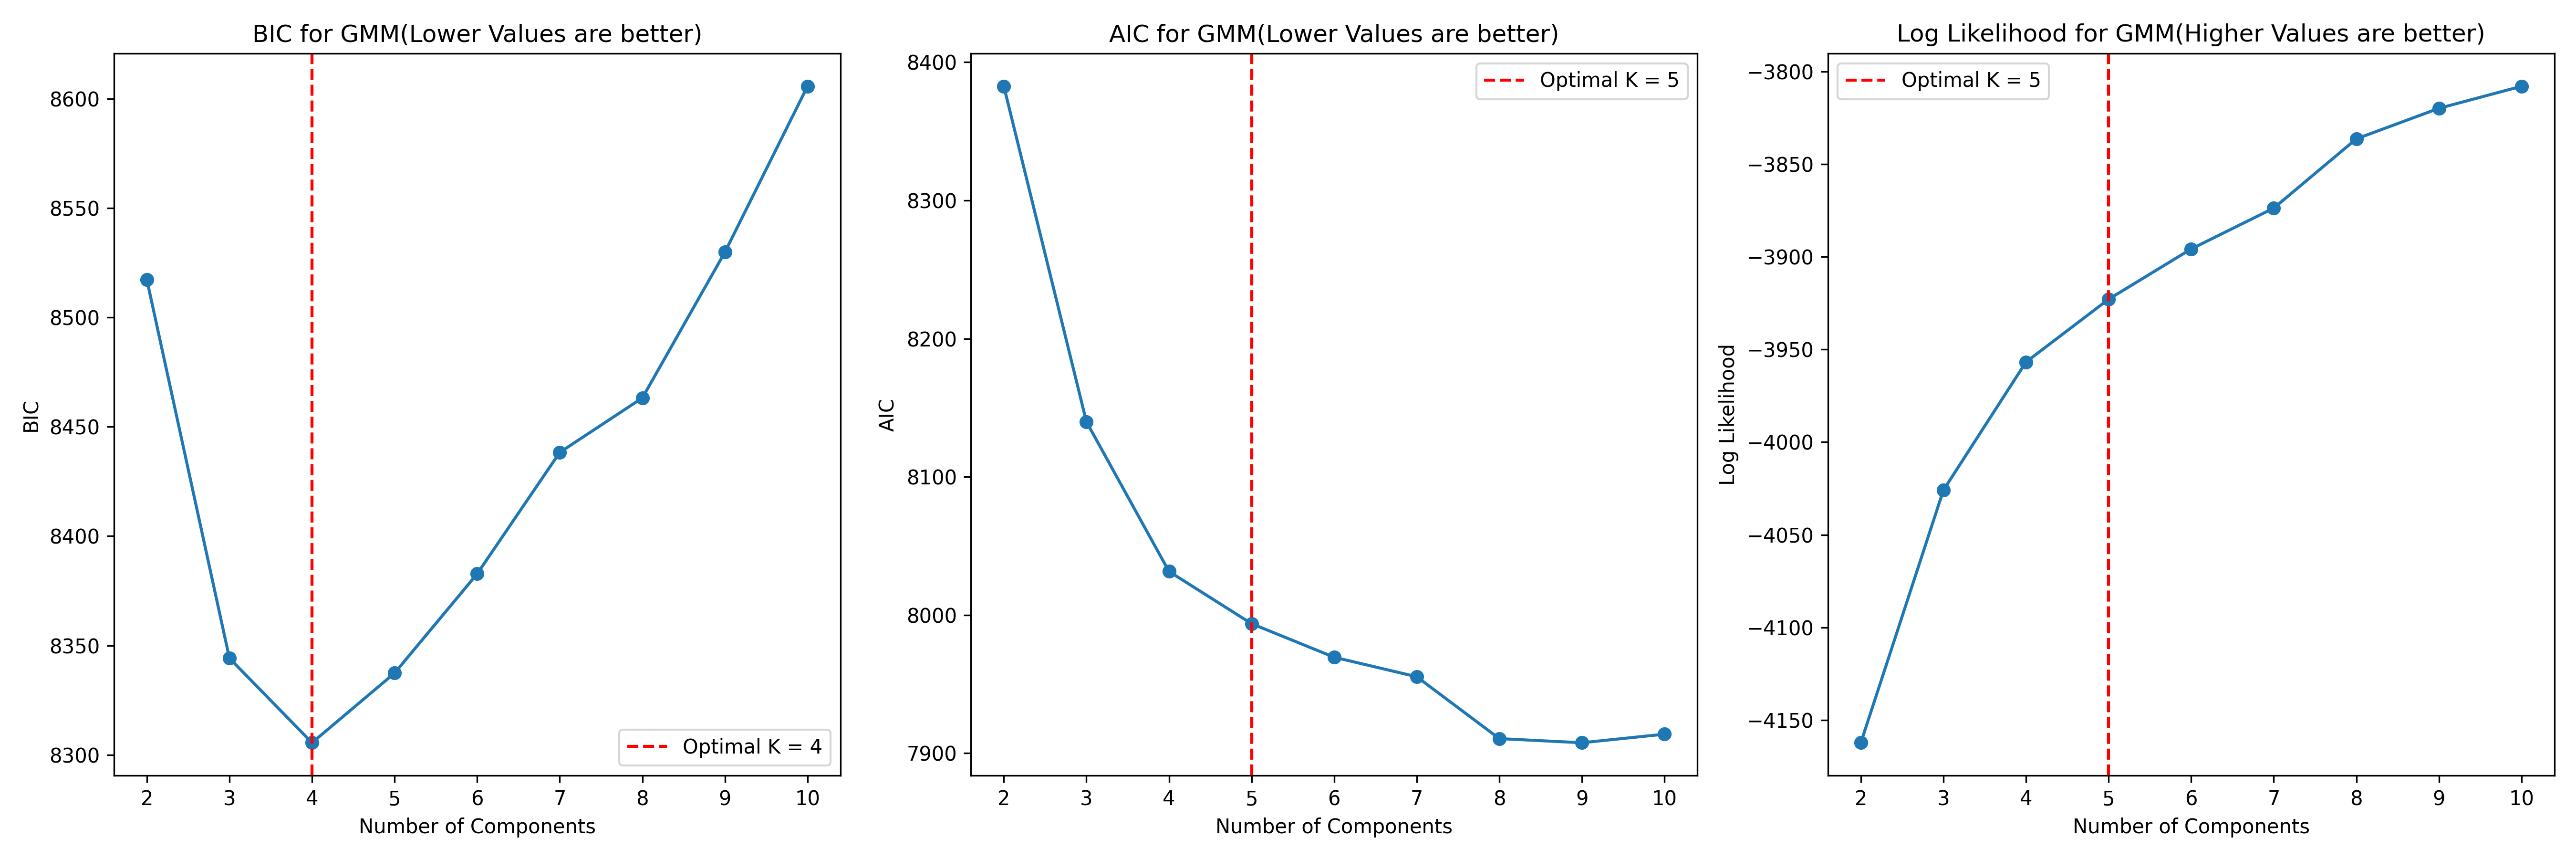 BIC for GMM(Lower Values are better)
8600
8550
8500
8450
8400
8350
8300
BIC
2 3 4 5 6 7 8 9 10
Number of Components
Optimal K = 4
AIC for GMM(Lower Values are better)
8400
8300
8200
8100
8000
7900
AIC
2 3 4 5 6 7 8 9 10
Number of Components
Optimal K = 5
Log Likelihood for GMM(Higher Values are better)
−3800
−3850
−3900
−3950
−4000
−4050
−4100
−4150
Log Likelihood
2 3 4 5 6 7 8 9 10
Number of Components
Optimal K = 5